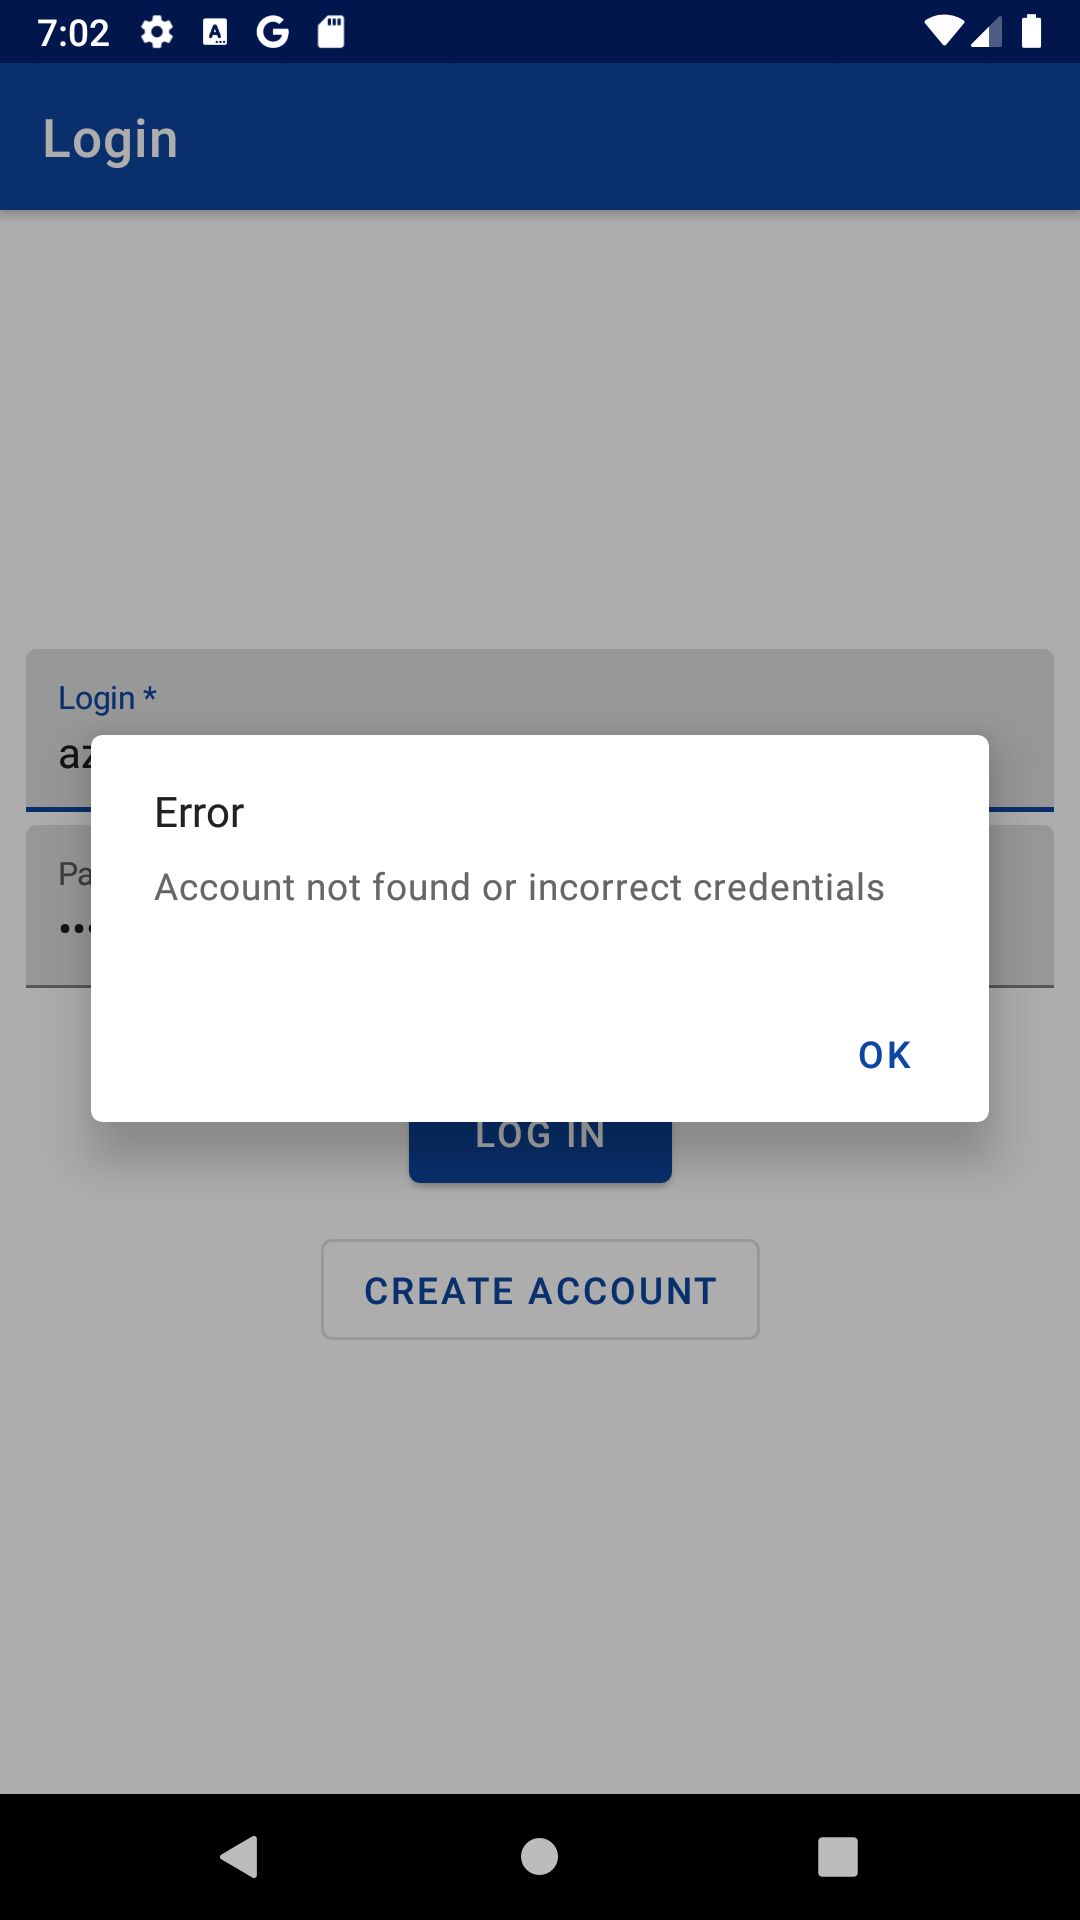 7:02
Login
Login *
az
Pa
Error
Account not found or incorrect credentials
OK
LOG IN
CREATE ACCOUNT